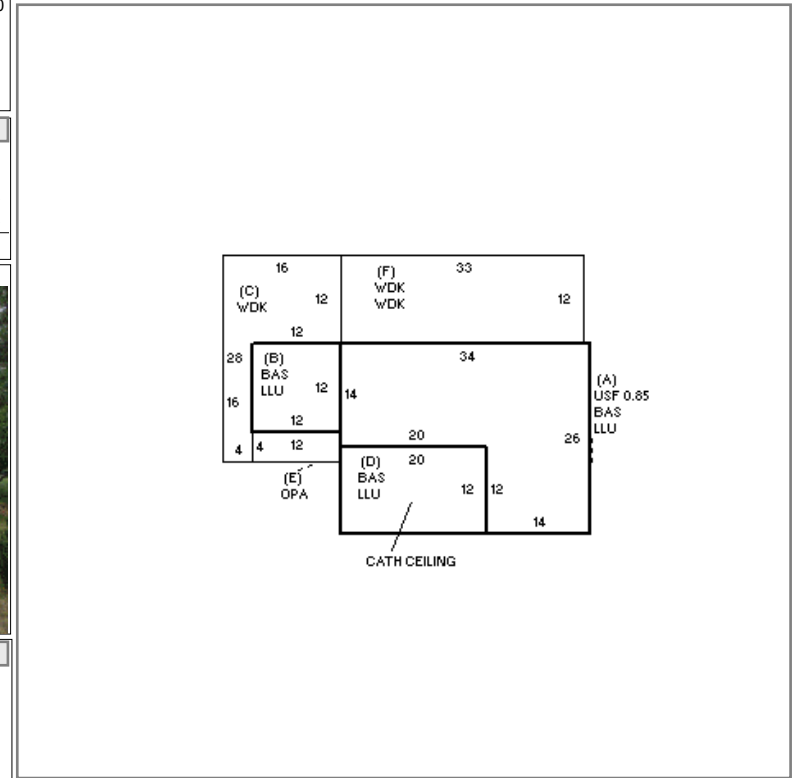 16
(C)
WDK
12
12
(F)
WDK
WDK
33
12
28
16
4
(B)
BAS
LLU
12
12
4
12
(E)
OPA
14
34
20
26
(A)
USF 0.85
BAS
LLU
(D)
BAS
LLU
20
12
12
14
CATH CEILING